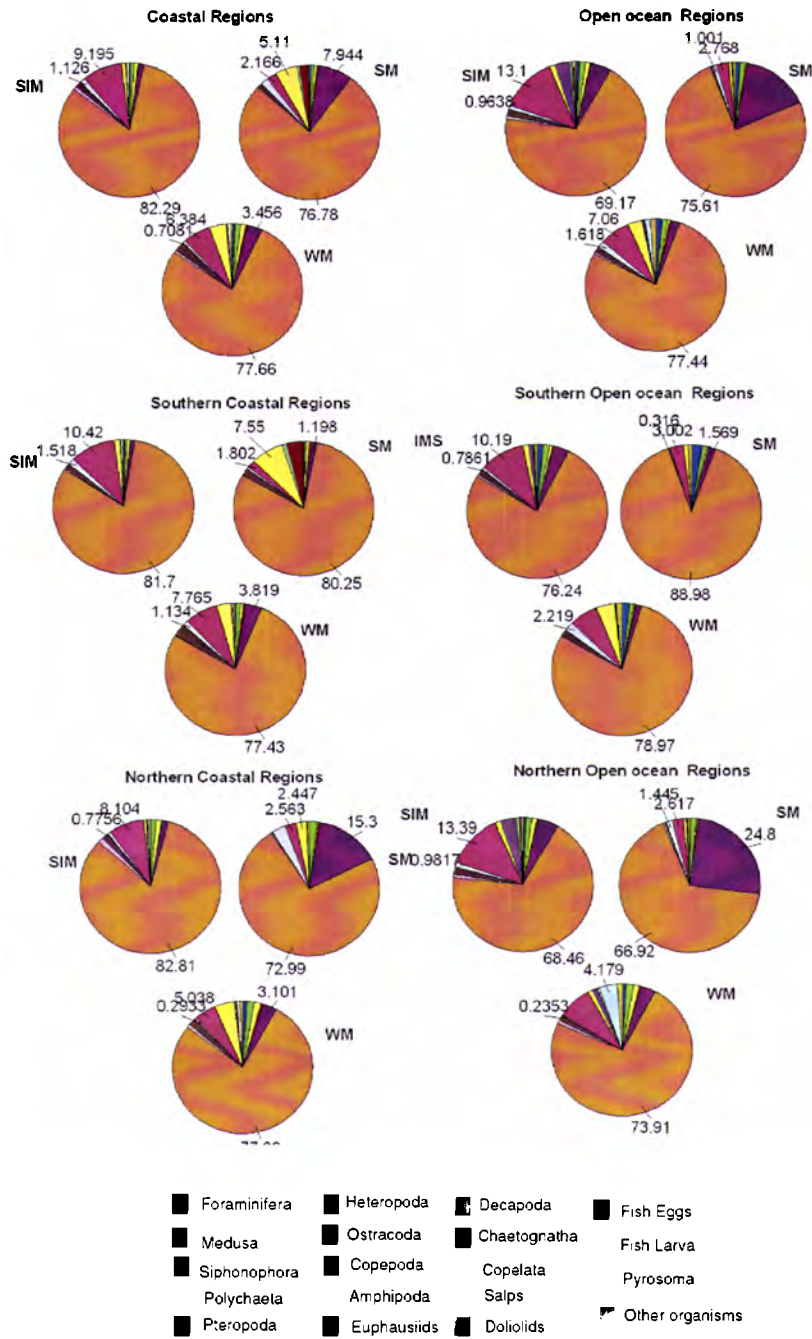 Coastal Regions
9.195
1.126
SIM
82.29
5.11
2.166
7.944
SM
76.78
6.384
0.7081
3.456
WM
77.66
Open ocean Regions
SIM 13.1
0.9638
69.17
1.001
2.768
SM
75.61
7.06
1.618
WM
77.44
Southern Coastal Regions
10.42
1.518
SIM
81.7
7.55
1.802
1.198
SM
80.25
7.765
1.134
3.819
WM
77.43
Southern Open ocean Regions
IMS
10.19
0.7861
76.24
0.316
3.002
1.569
SM
88.98
2.219
WM
78.97
Northern Coastal Regions
8.104
0.7756
SIM
82.81
2.447
2.563
15.3
SM
72.99
5.038
0.2933
3.101
WM
Northern Open ocean Regions
SIM
13.39
0.9817
68.46
1.445
2.617
SM
24.8
66.92
4.179
0.2353
WM
73.91
Foraminifera Heteropoda Decapoda Fish Eggs
Medusa Ostracoda Chaetognatha Fish Larva
Siphonophora Copepoda Copelata Pyrosoma
Polychaeta Amphipoda Salps
Pteropoda Euphausiids Doliolids Other organisms